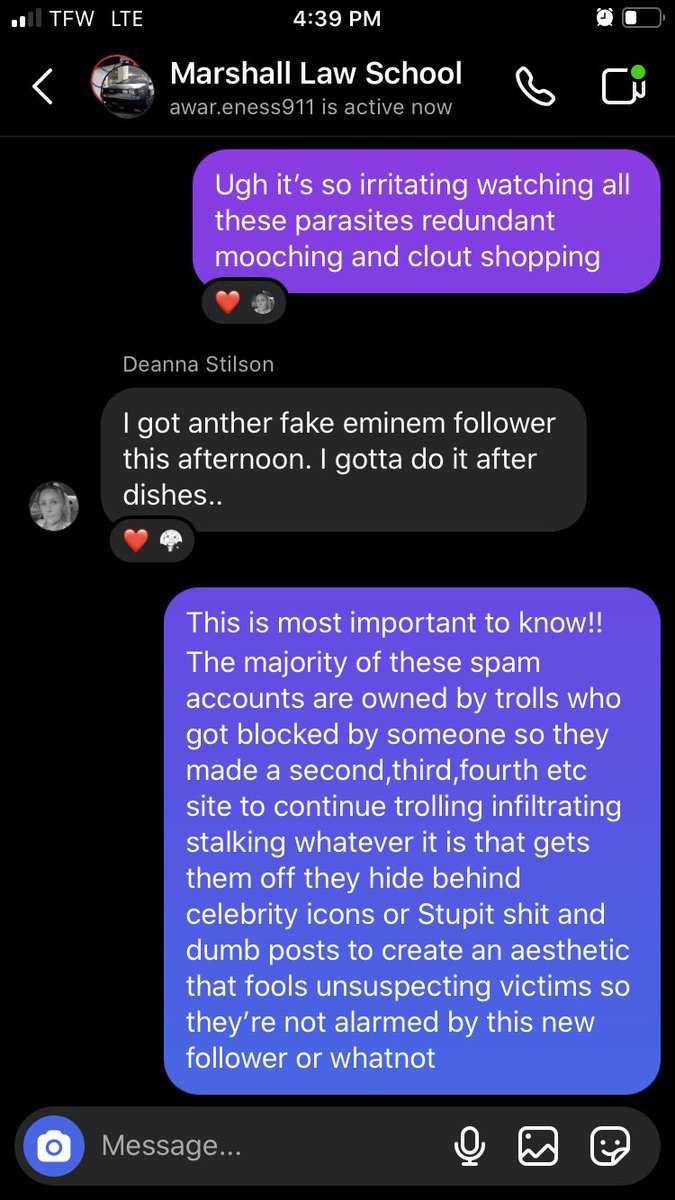 TFW LTE 4:39 PM
Marshall Law School
awar.eness911 is active now
Ugh it’s so irritating watching all
these parasites redundant
mooching and clout shopping
Deanna Stilson
I got anther fake eminem follower
this afternoon. I gotta do it after
dishes..
This is most important to know!!
The majority of these spam
accounts are owned by trolls who
got blocked by someone so they
made a second,third,fourth etc
site to continue trolling infiltrating
stalking whatever it is that gets
them off they hide behind
celebrity icons or Stupit shit and
dumb posts to create an aesthetic
that fools unsuspecting victims so
they’re not alarmed by this new
follower or whatnot
Message...